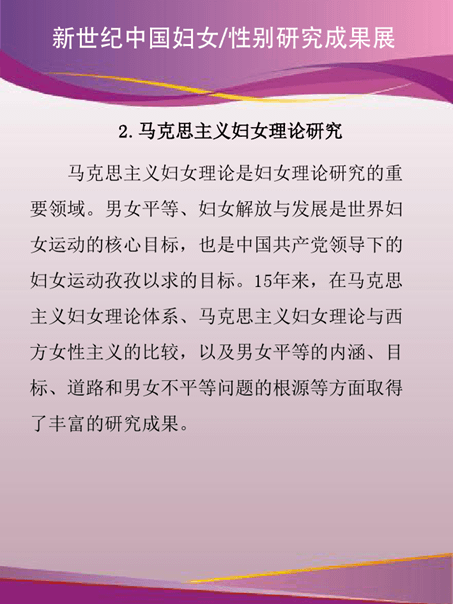 新世纪中国妇女/性别研究成果展
2.马克思主义妇女理论研究
马克思主义妇女理论是妇女理论研究的重
要领域。男女平等、妇女解放与发展是世界妇
女运动的核心目标，也是中国共产党领导下的
妇女运动孜孜以求的目标。15年来，在马克思
主义妇女理论体系、马克思主义妇女理论与西
方女性主义的比较，以及男女平等的内涵、目
标、道路和男女不平等问题的根源等方面取得
了丰富的研究成果。